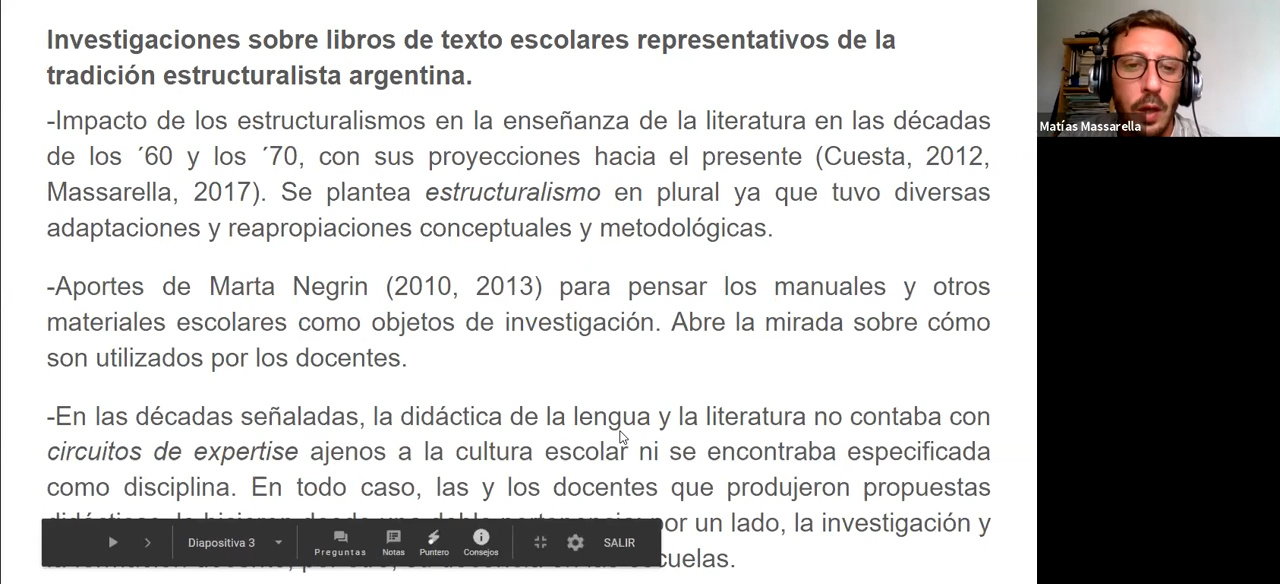 Investigaciones sobre libros de texto escolares representativos de la
tradición estructuralista argentina.
-Impacto de los estructuralismos en la enseñanza de la literatura en las décadas
de los ´60 y los ´70, con sus proyecciones hacia el presente (Cuesta, 2012,
Massarella, 2017). Se plantea estructuralismo en plural ya que tuvo diversas
adaptaciones y reapropiaciones conceptuales y metodológicas.
-Aportes de Marta Negrin (2010, 2013) para pensar los manuales y otros
materiales escolares como objetos de investigación. Abre la mirada sobre cómo
son utilizados por los docentes.
-En las décadas señaladas, la didáctica de la lengua y la literatura no contaba con
circuitos de expertise ajenos a la cultura escolar ni se encontraba especificada
como disciplina. En todo caso, las y los docentes que produjeron propuestas
por un lado, la investigación y
Diapositiva 3
Preguntas
Notas
Puntero
Consejos
SALIR
Matías Massarella